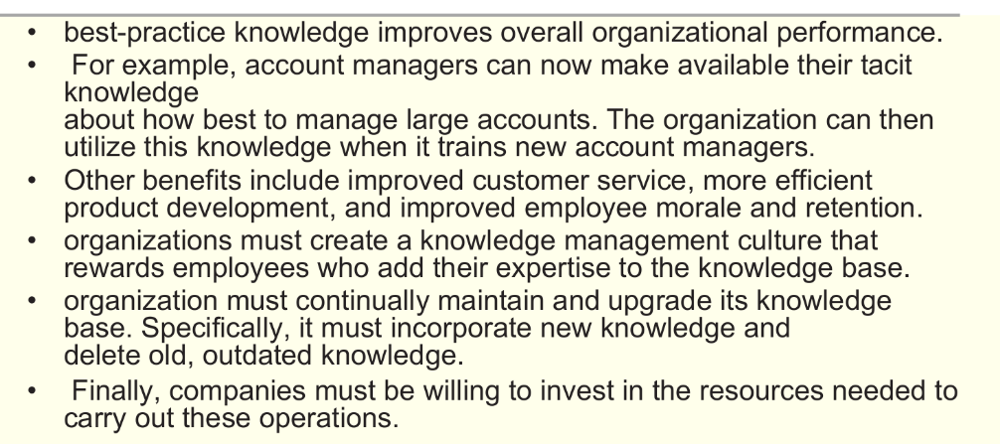 • best-practice knowledge improves overall organizational performance.
• For example, account managers can now make available their tacit
knowledge
about how best to manage large accounts. The organization can then
utilize this knowledge when it trains new account managers.
• Other benefits include improved customer service, more efficient
product development, and improved employee morale and retention.
• organizations must create a knowledge management culture that
rewards employees who add their expertise to the knowledge base.
• organization must continually maintain and upgrade its knowledge
base. Specifically, it must incorporate new knowledge and
delete old, outdated knowledge.
• Finally, companies must be willing to invest in the resources needed to
carry out these operations.